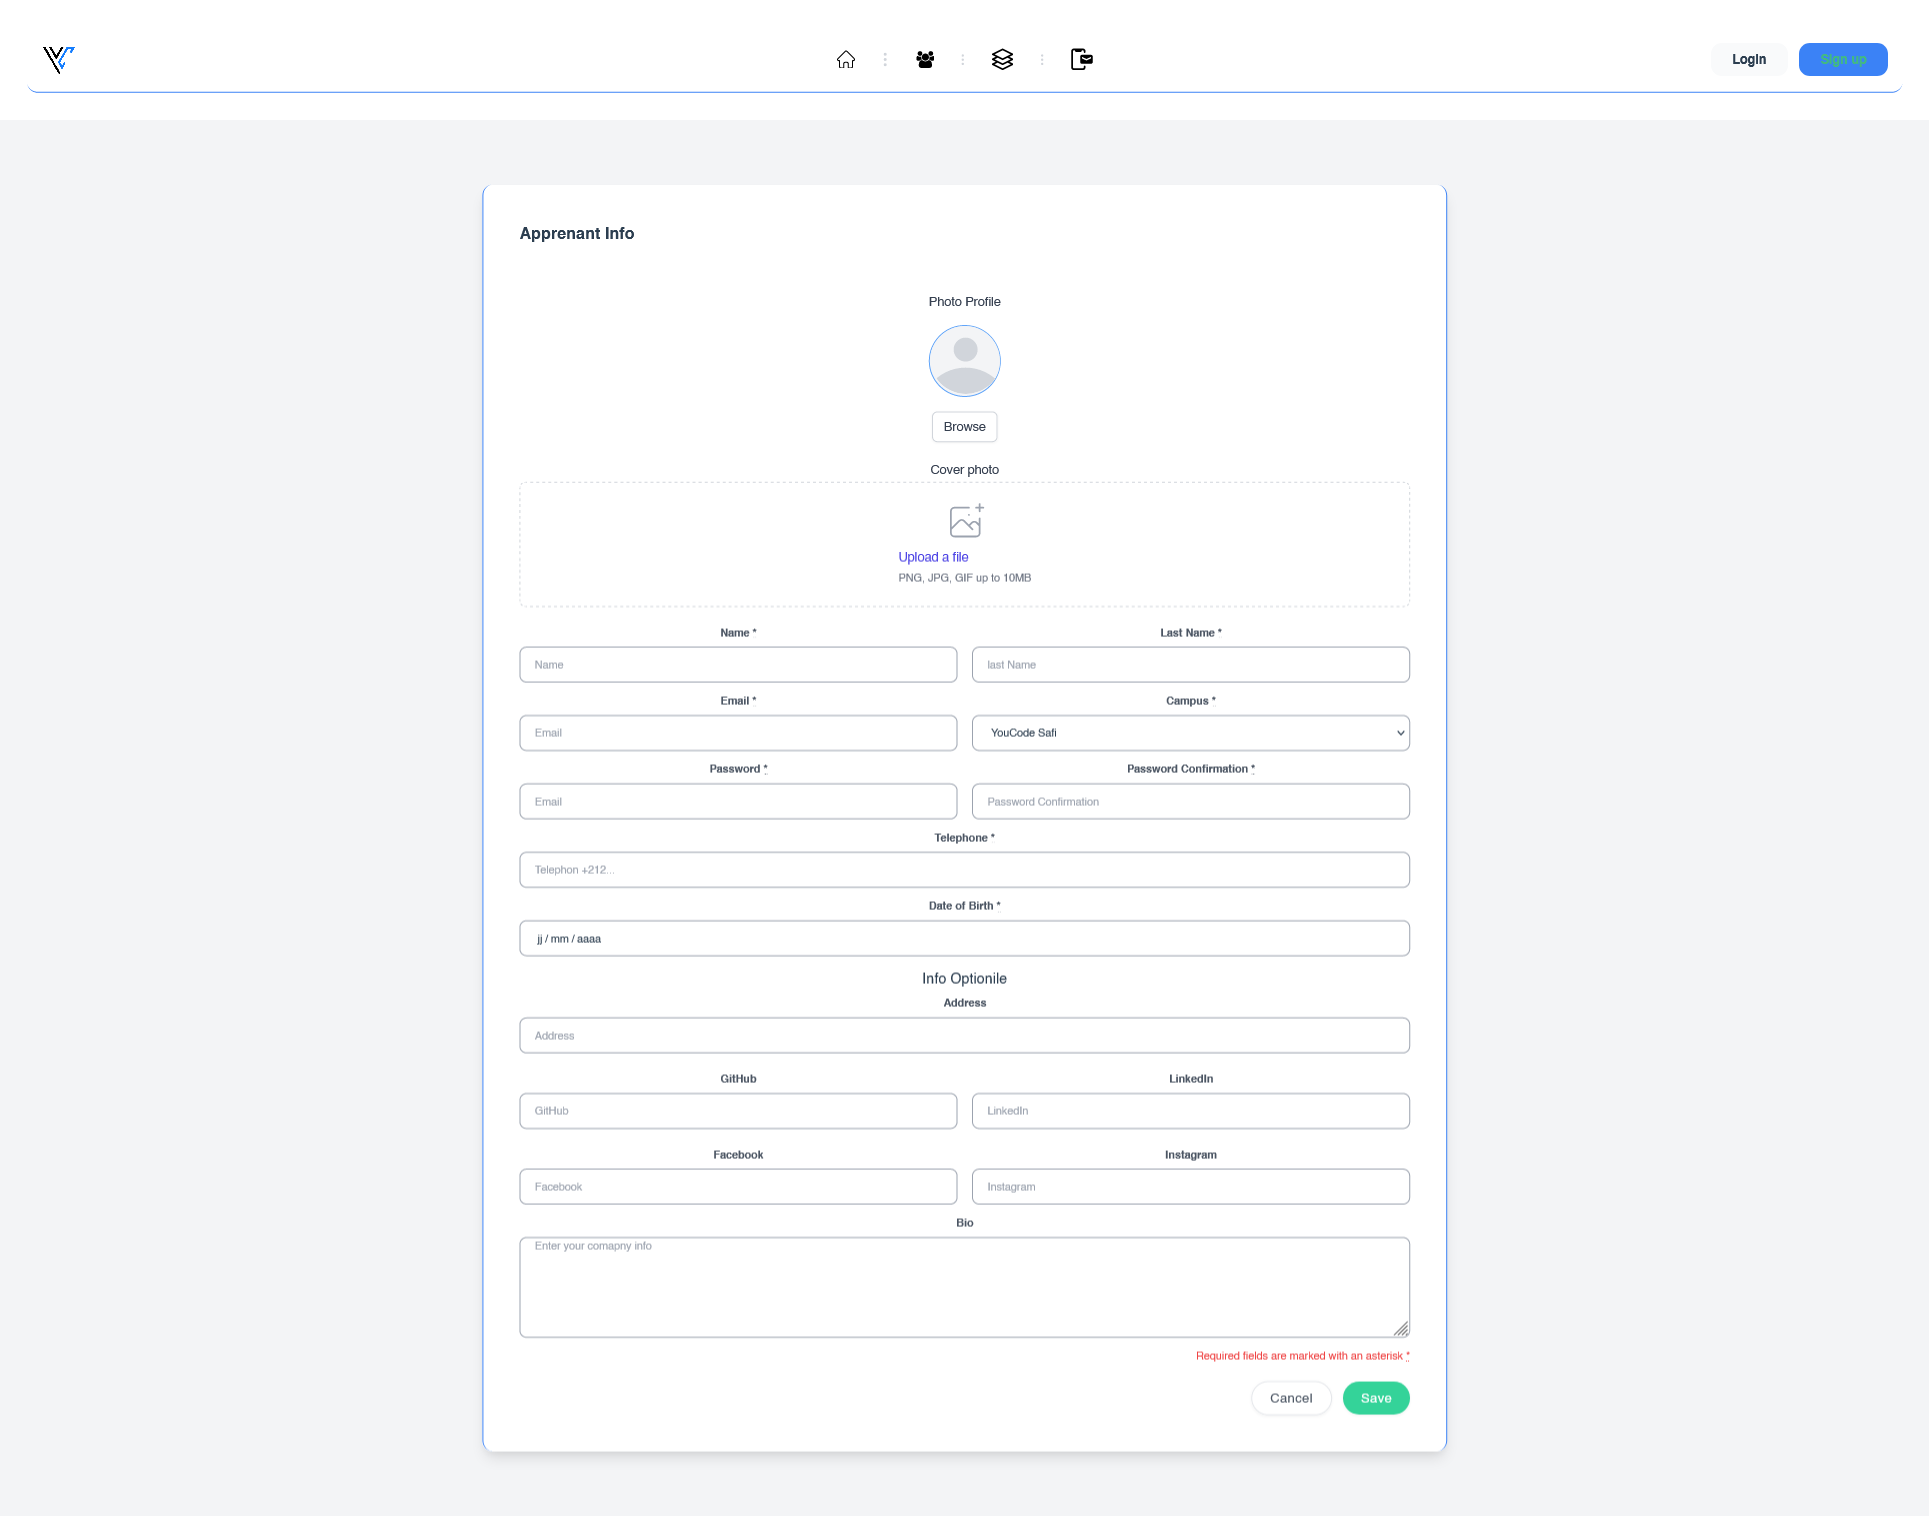 Login
Sign up
Apprenant Info
Photo Profile
Browse
Cover photo
Upload a file
PNG, JPG, GIF up to 10MB
Name *
Last Name *
Name
last Name
Email *
Campus *
Email
YouCode Safi
Password *
Password Confirmation *
Email
Password Confirmation
Telephone *
Telephon +212...
Date of Birth *
jj / mm / aaaa
Info Optionile
Address
Address
GitHub
LinkedIn
GitHub
LinkedIn
Facebook
Instagram
Facebook
Instagram
Bio
Enter your comapny info
Required fields are marked with an asterisk *
Cancel
Save